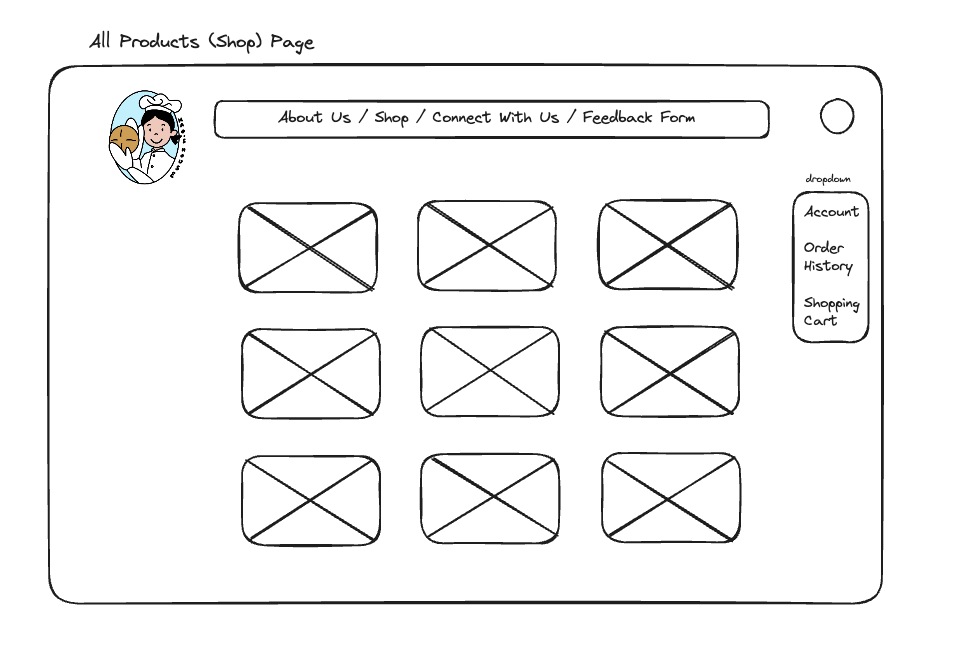 All Products (Shop) Page
About Us / Shop / Connect With Us / Feedback Form
dropdown
Account
Order
History
Shopping
Cart